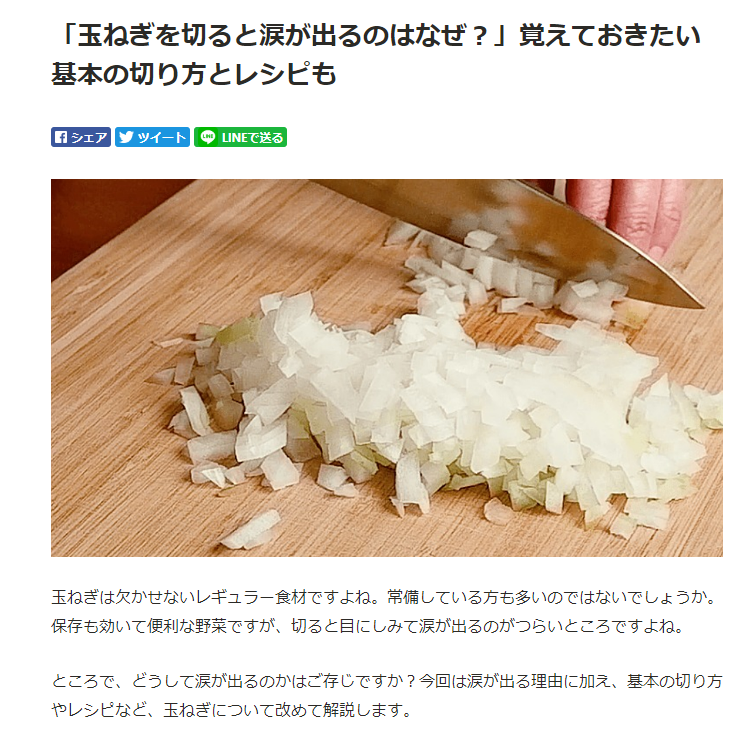 「玉ねぎを切ると涙が出るのはなぜ？」覚えておきたい
基本の切り方とレシピも
シェア ツイート LINE LINEで送る
玉ねぎは欠かせないレギュラー食材ですよね。常備している方も多いのではないでしょうか。
保存も効いて便利な野菜ですが、切ると目にしみて涙が出るのがつらいところですよね。
ところで、どうして涙が出るのかはご存じですか？今回は涙が出る理由に加え、基本の切り方
やレシピなど、玉ねぎについて改めて解説します。